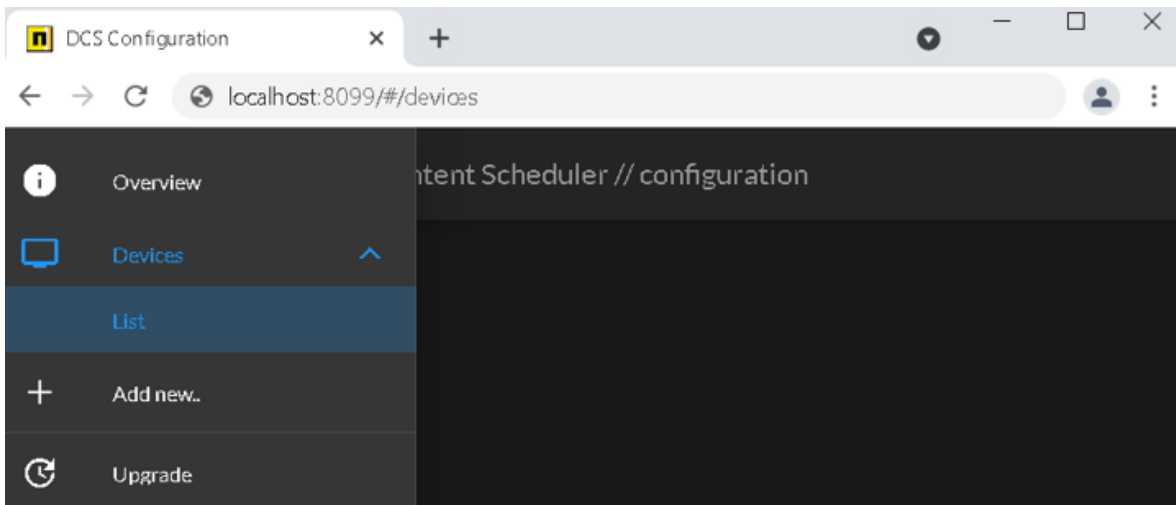 DCS Configuration
localhost:8099/#/devices
Overview
ntent Scheduler // configuration
Devices
List
Add new..
Upgrade